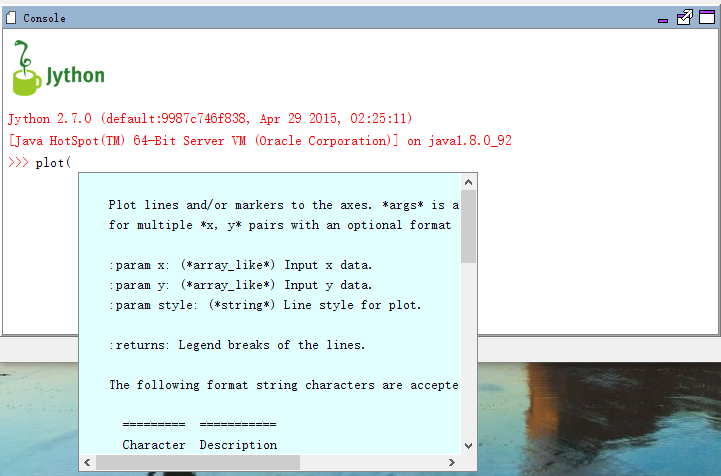 Console
Jython
Jython 2.7.0 (default:9987c746f838, Apr 29 2015, 02:25:11)
[Java HotSpot(TM) 64-Bit Server VM (Oracle Corporation)] on java1.8.0_92
>>> plot(
Plot lines and/or markers to the axes. *args* is a
for multiple *x, y* pairs with an optional format
:param x: (*array_like*) Input x data.
:param y: (*array_like*) Input y data.
:param style: (*string*) Line style for plot.
:returns: Legend breaks of the lines.
The following format string characters are accepte
========= ===========
Character Description